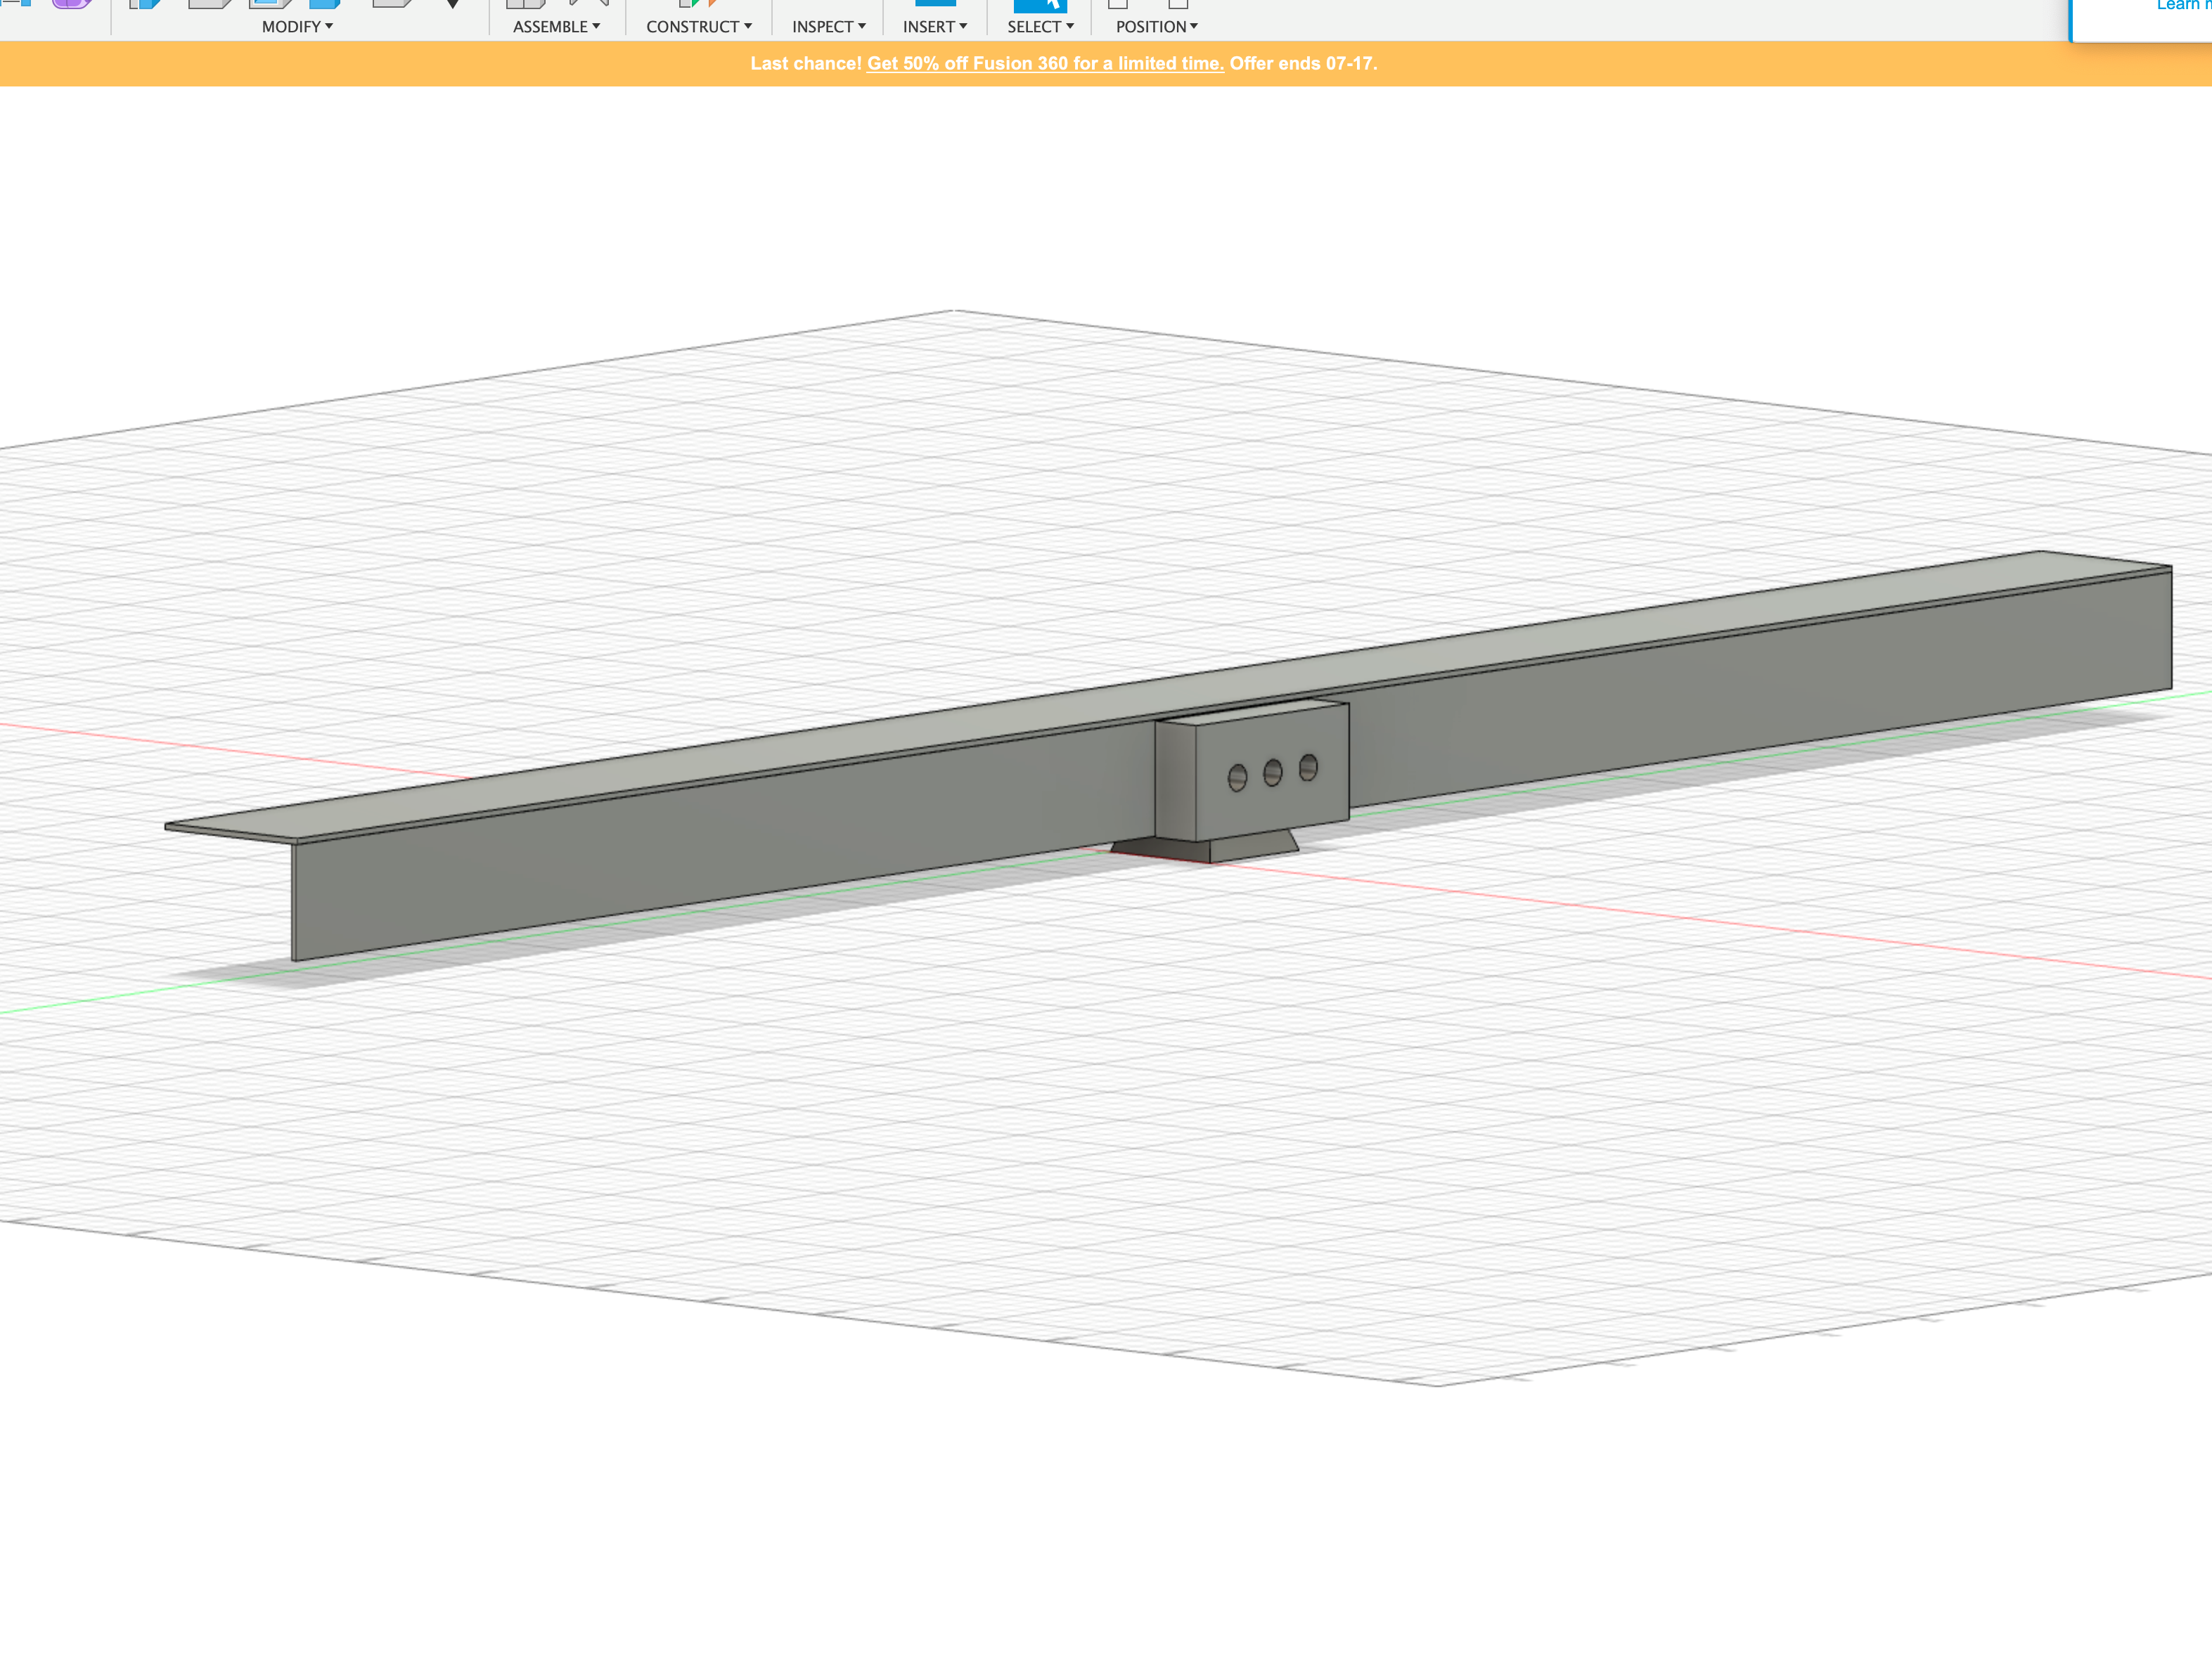 Learn
MODIFY ASSEMBLE CONSTRUCT INSPECT INSERT SELECT POSITION
Last chance! Get 50% off Fusion 360 for a limited time. Offer ends 07-17.